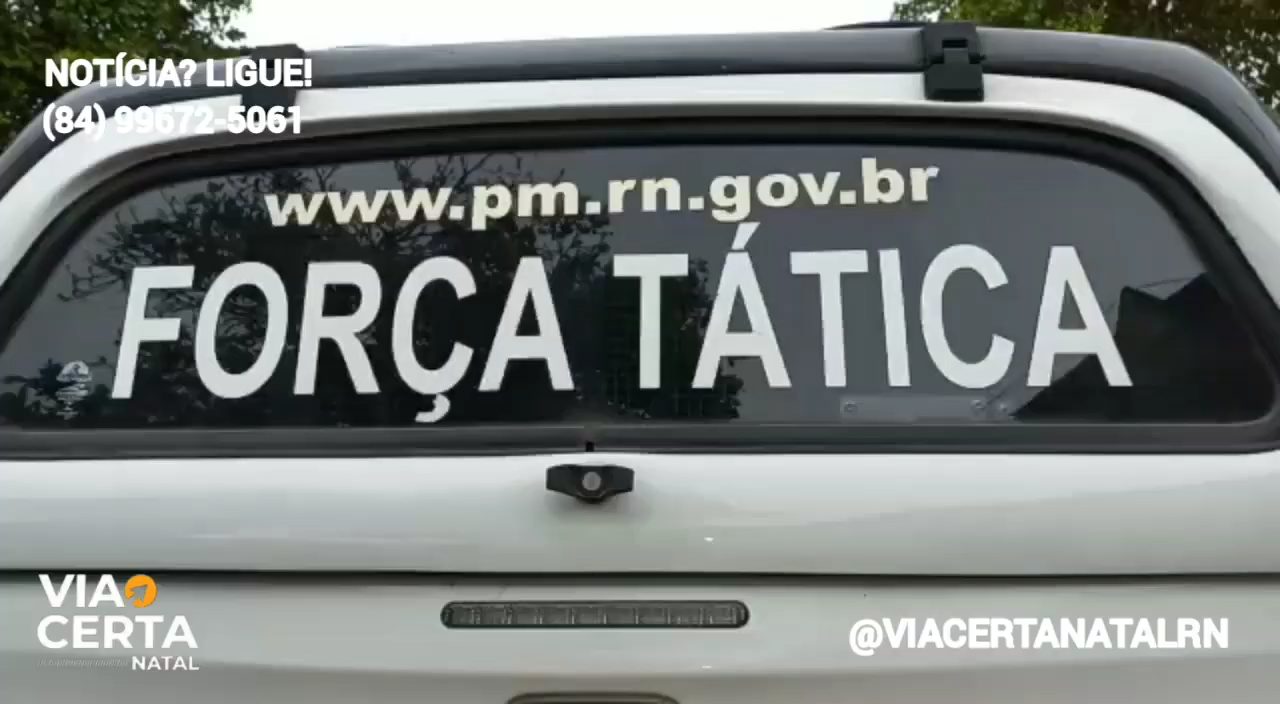 NOTÍCIA? LIGUE!
(84) 99672-5061
www.pm.rn.gov.br
FORÇA TÁTICA
VIA
CERTA
NATAL
@VIACERTANATALRN